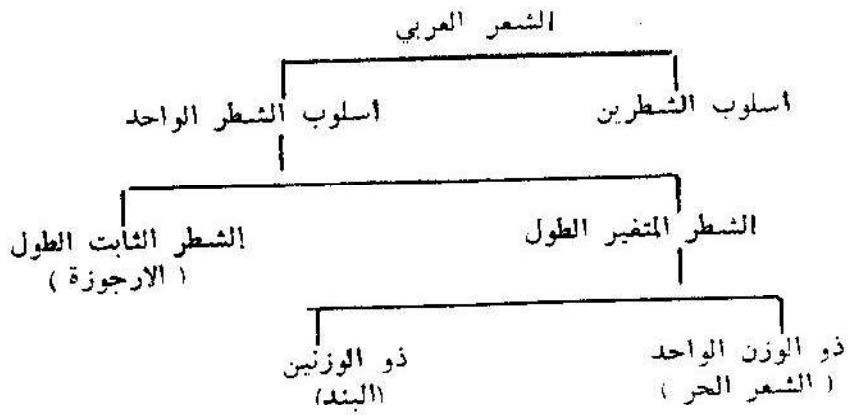 الشعر العربي
أسلوب الشطرين
أسلوب الشطر الواحد
الشطر المتغير الطول
الشطر الثابت الطول
( الارجوزة )
ذو الوزن الواحد
( الشعر الحر )
ذو الوزنين
(البند)